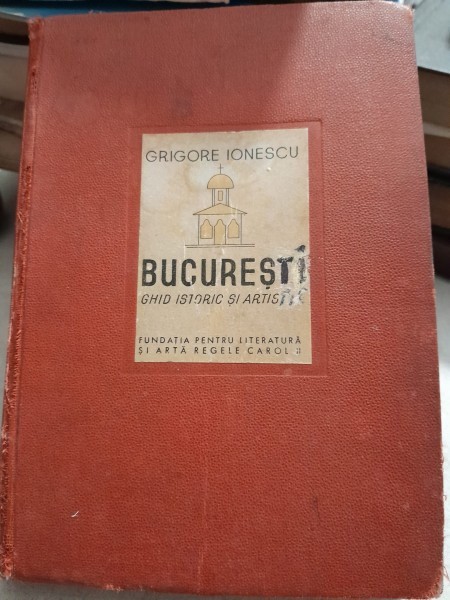 GRIGORE IONESCU
BUCUREȘTI
GHID ISTORIC ȘI ARTISTIC
FUNDAȚIA PENTRU LITERATURĂ
ȘI ARTĂ REGELE CAROL II